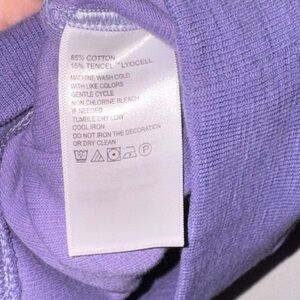 85% COTTON
15% TENCEL™ LYOCELL
MACHINE WASH COLD
WITH LIKE COLORS
GENTLE CYCLE
NON CHLORINE BLEACH
IF NEEDED
TUMBLE DRY LOW
COOL IRON
DO NOT IRON THE DECORATION
OR DRY CLEAN
P